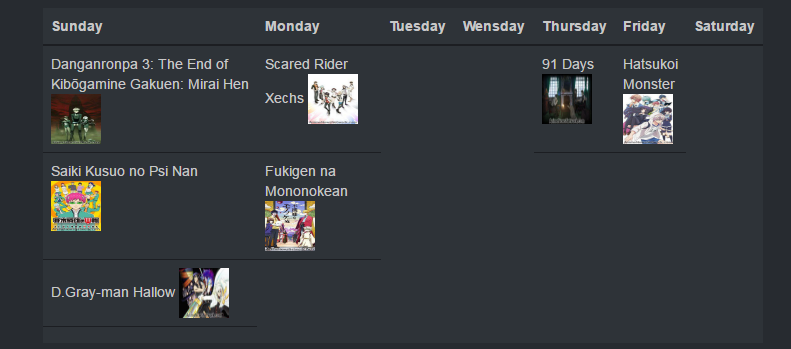 Sunday Monday Tuesday Wensday Thursday Friday Saturday
Danganronpa 3: The End of
Kibōgamine Gakuen: Mirai Hen
Scared Rider
Xechs
91 Days
Hatsukoi
Monster
Saiki Kusuo no Psi Nan
Fukigen na
Mononokean
D.Gray-man Hallow